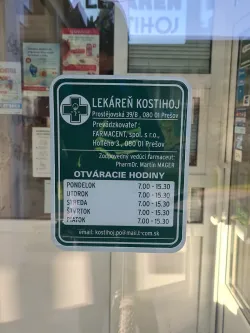 LEKÁREŇ KOSTIHOJ
Prostějovská 39/B , 080 01 Prešov
Prevádzkovateľ:
FARMACENT, spol. s r.o.,
Hollého 3., 080 01 Prešov
Zodpovedný vedúci farmaceut:
PharmDr. Martin MAGER
OTVÁRACIE HODINY
PONDELOK 7.00 - 15.30
UTOROK 7.00 - 15.30
STREDA 7.00 - 15.30
ŠTVRTOK 7.00 - 15.30
PIATOK 7.00 - 15.30